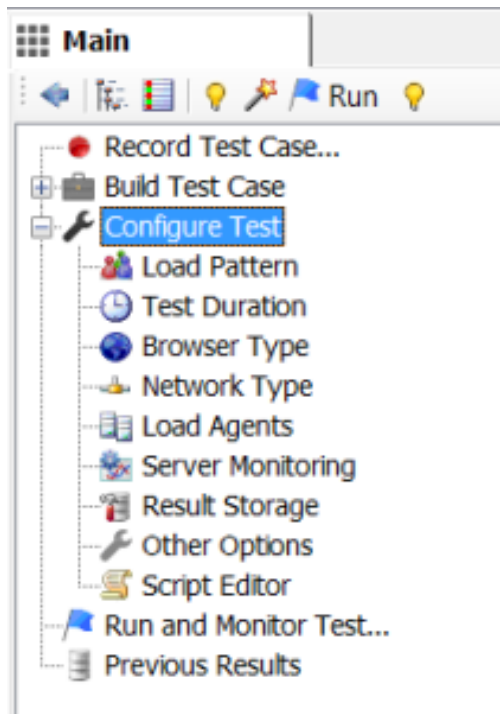 Main
Run
Record Test Case...
Build Test Case
Configure Test
Load Pattern
Test Duration
Browser Type
Network Type
Load Agents
Server Monitoring
Result Storage
Other Options
Script Editor
Run and Monitor Test...
Previous Results